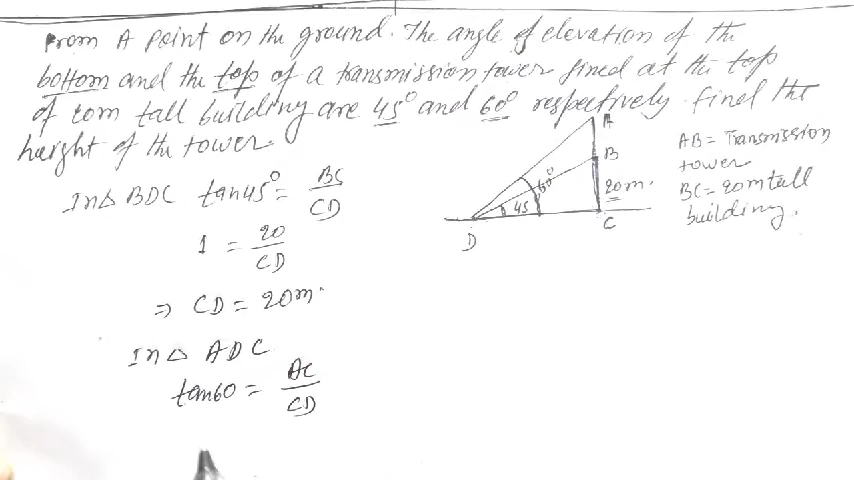 From A point on the ground. The angle of elevation of the
bottom and the top of a transmission tower fined at the top
of 20m tall building are 45° and 60° respectively. find the
height of the tower.
In△ BDC tan45° = BC/CD
1 = 20/CD
⇒ CD = 20m.
In△ ADC
tan60 = AC/CD
A
B
60°
20m.
45
D
C
AB = Transmission
tower
BC = 20m tall
building.